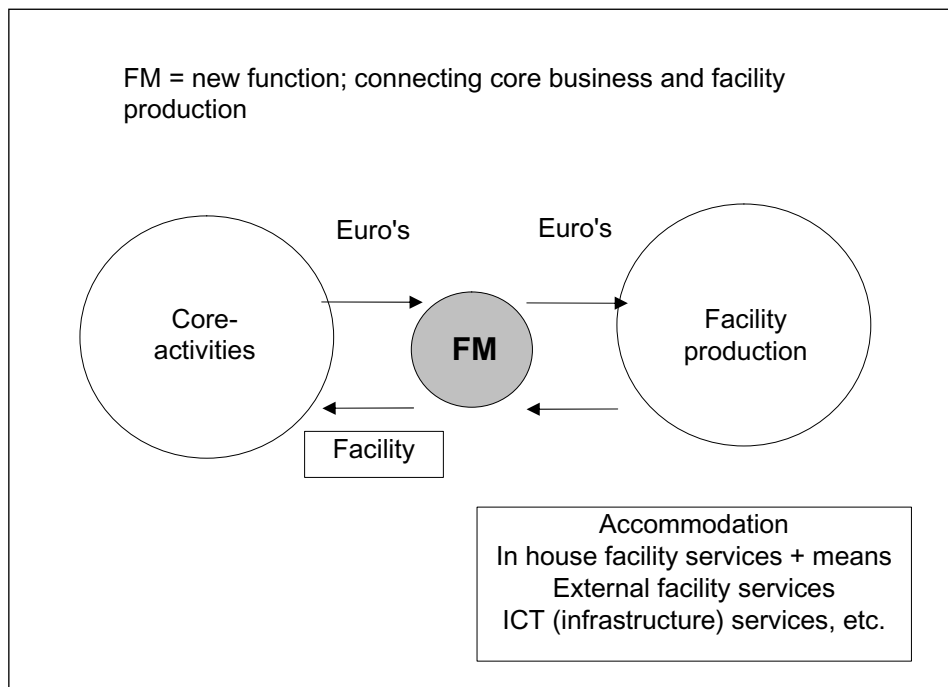 FM = new function; connecting core business and facility
production
Euro's
Euro's
Core-
activities
FM
Facility
production
Facility
Accommodation
In house facility services + means
External facility services
ICT (infrastructure) services, etc.